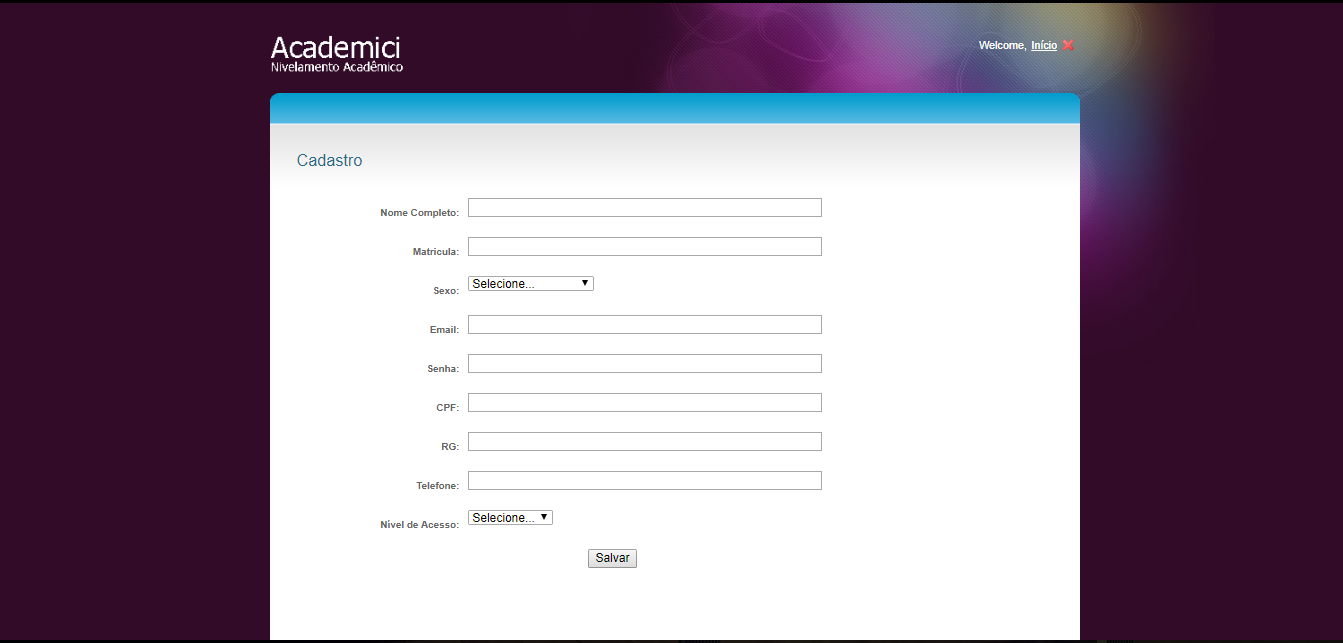 Academici
Nivelamento Acadêmico
Welcome, Início
Cadastro
Nome Completo:
Matricula:
Sexo: Selecione...
Email:
Senha:
CPF:
RG:
Telefone:
Nível de Acesso: Selecione...
Salvar